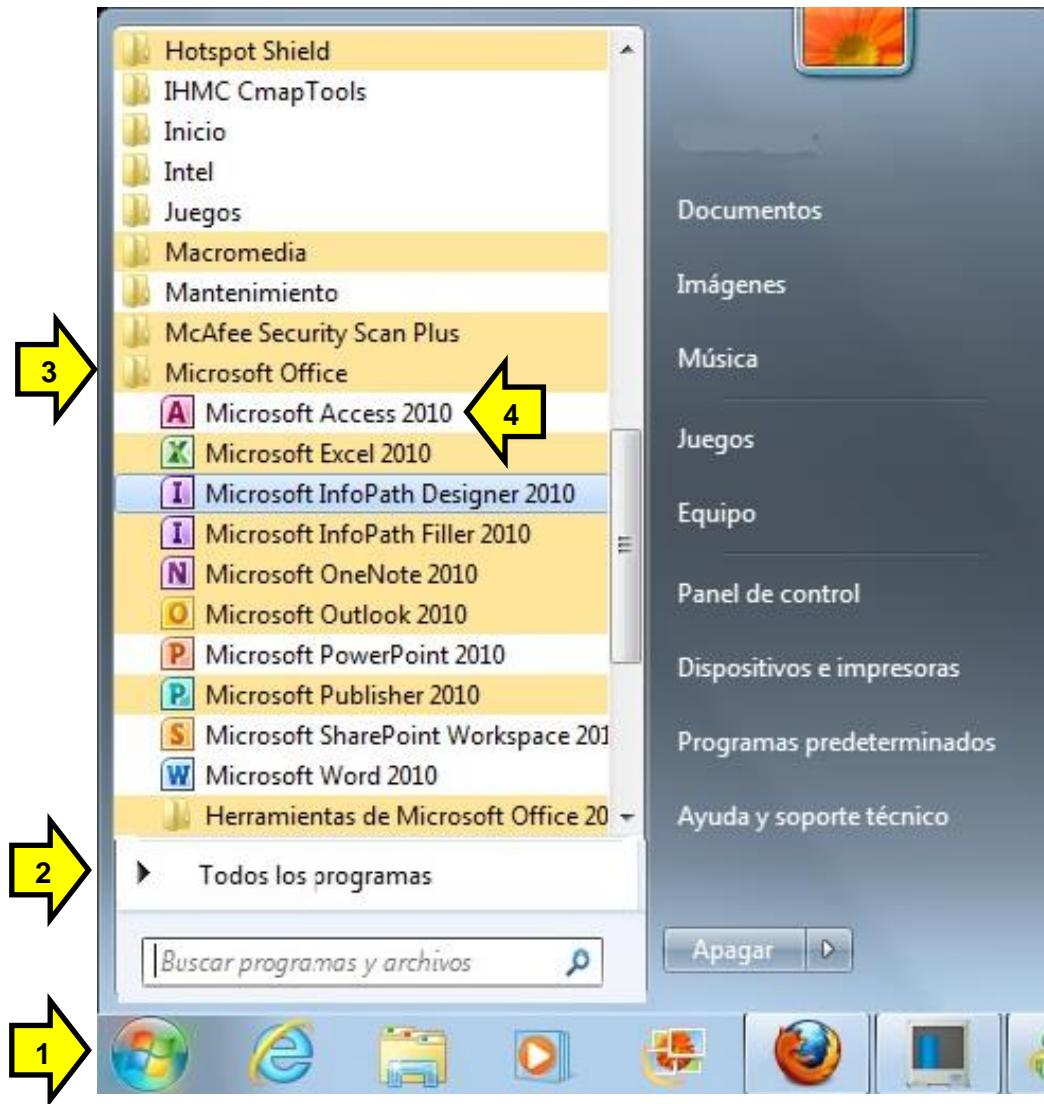 Hotspot Shield
IHMC CmapTools
Inicio
Intel
Juegos
Macromedia
Mantenimiento
McAfee Security Scan Plus
3
Microsoft Office
A Microsoft Access 2010
4
X Microsoft Excel 2010
I Microsoft InfoPath Designer 2010
I Microsoft InfoPath Filler 2010
N Microsoft OneNote 2010
O Microsoft Outlook 2010
P Microsoft PowerPoint 2010
P Microsoft Publisher 2010
S Microsoft SharePoint Workspace 201
W Microsoft Word 2010
Herramientas de Microsoft Office 20
2
Todos los programas
Buscar programas y archivos
1
Documentos
Imágenes
Música
Juegos
Equipo
Panel de control
Dispositivos e impresoras
Programas predeterminados
Ayuda y soporte técnico
Apagar